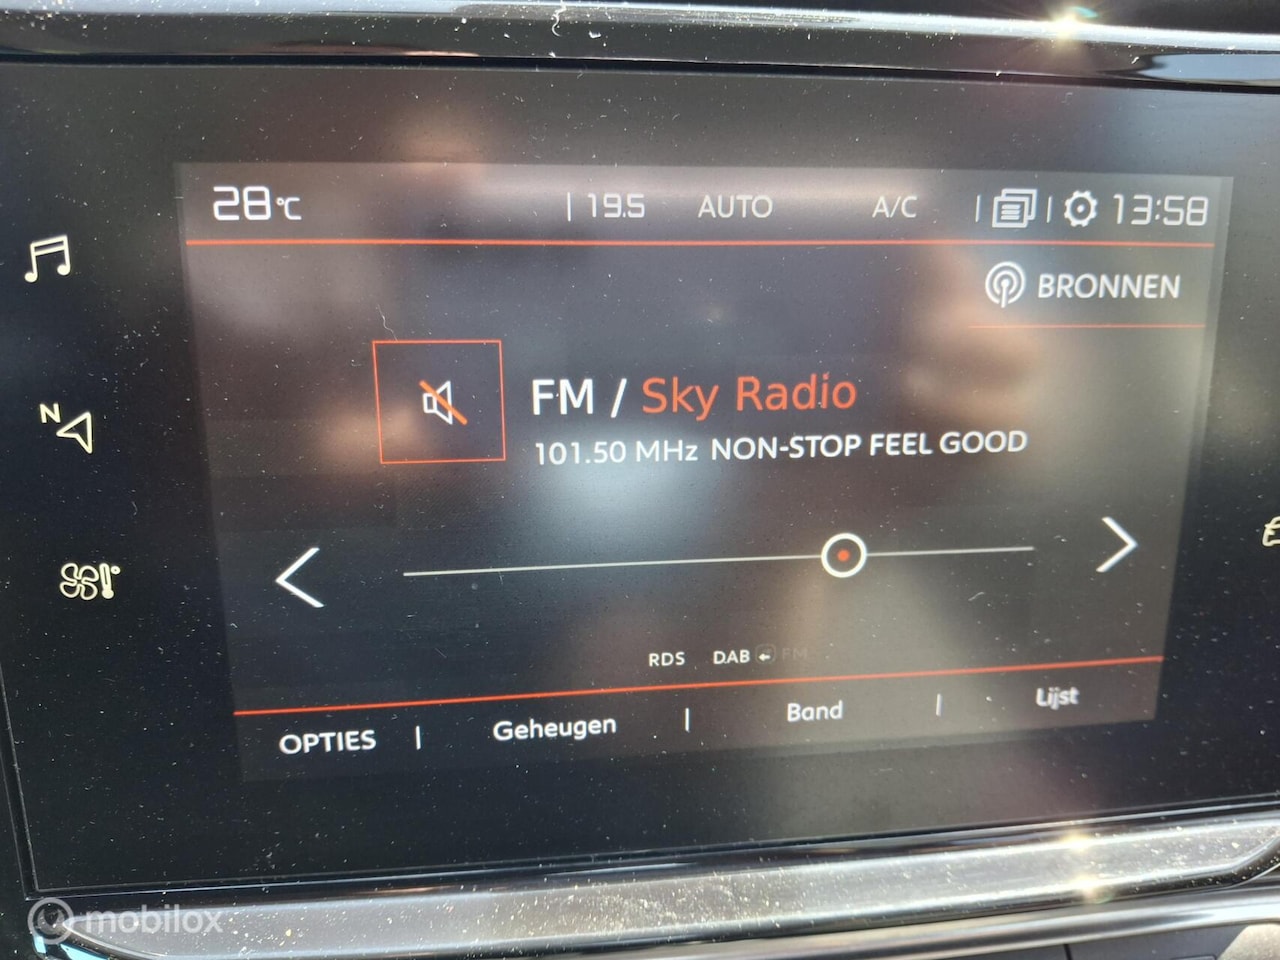 28°C | 19.5 AUTO A/C | | 13:58
BRONNEN
FM / Sky Radio
101.50 MHz NON-STOP FEEL GOOD
N
RDS DAB FM
OPTIES | Geheugen | Band | Lijst
mobilox